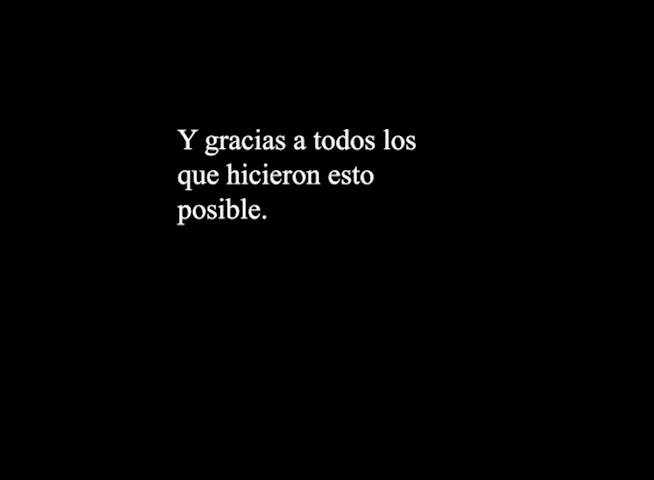 Y gracias a todos los
que hicieron esto
posible.